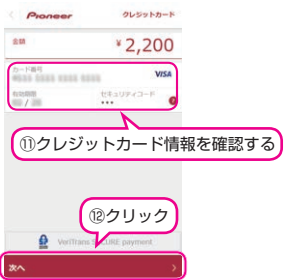 Pioneer クレジットカード
金額
¥ 2,200
カード番号
VISA
有効期限 セキュリティコード
/ •••
⑪クレジットカード情報を確認する
⑫クリック
VeriTrans SECURE payment
次へ